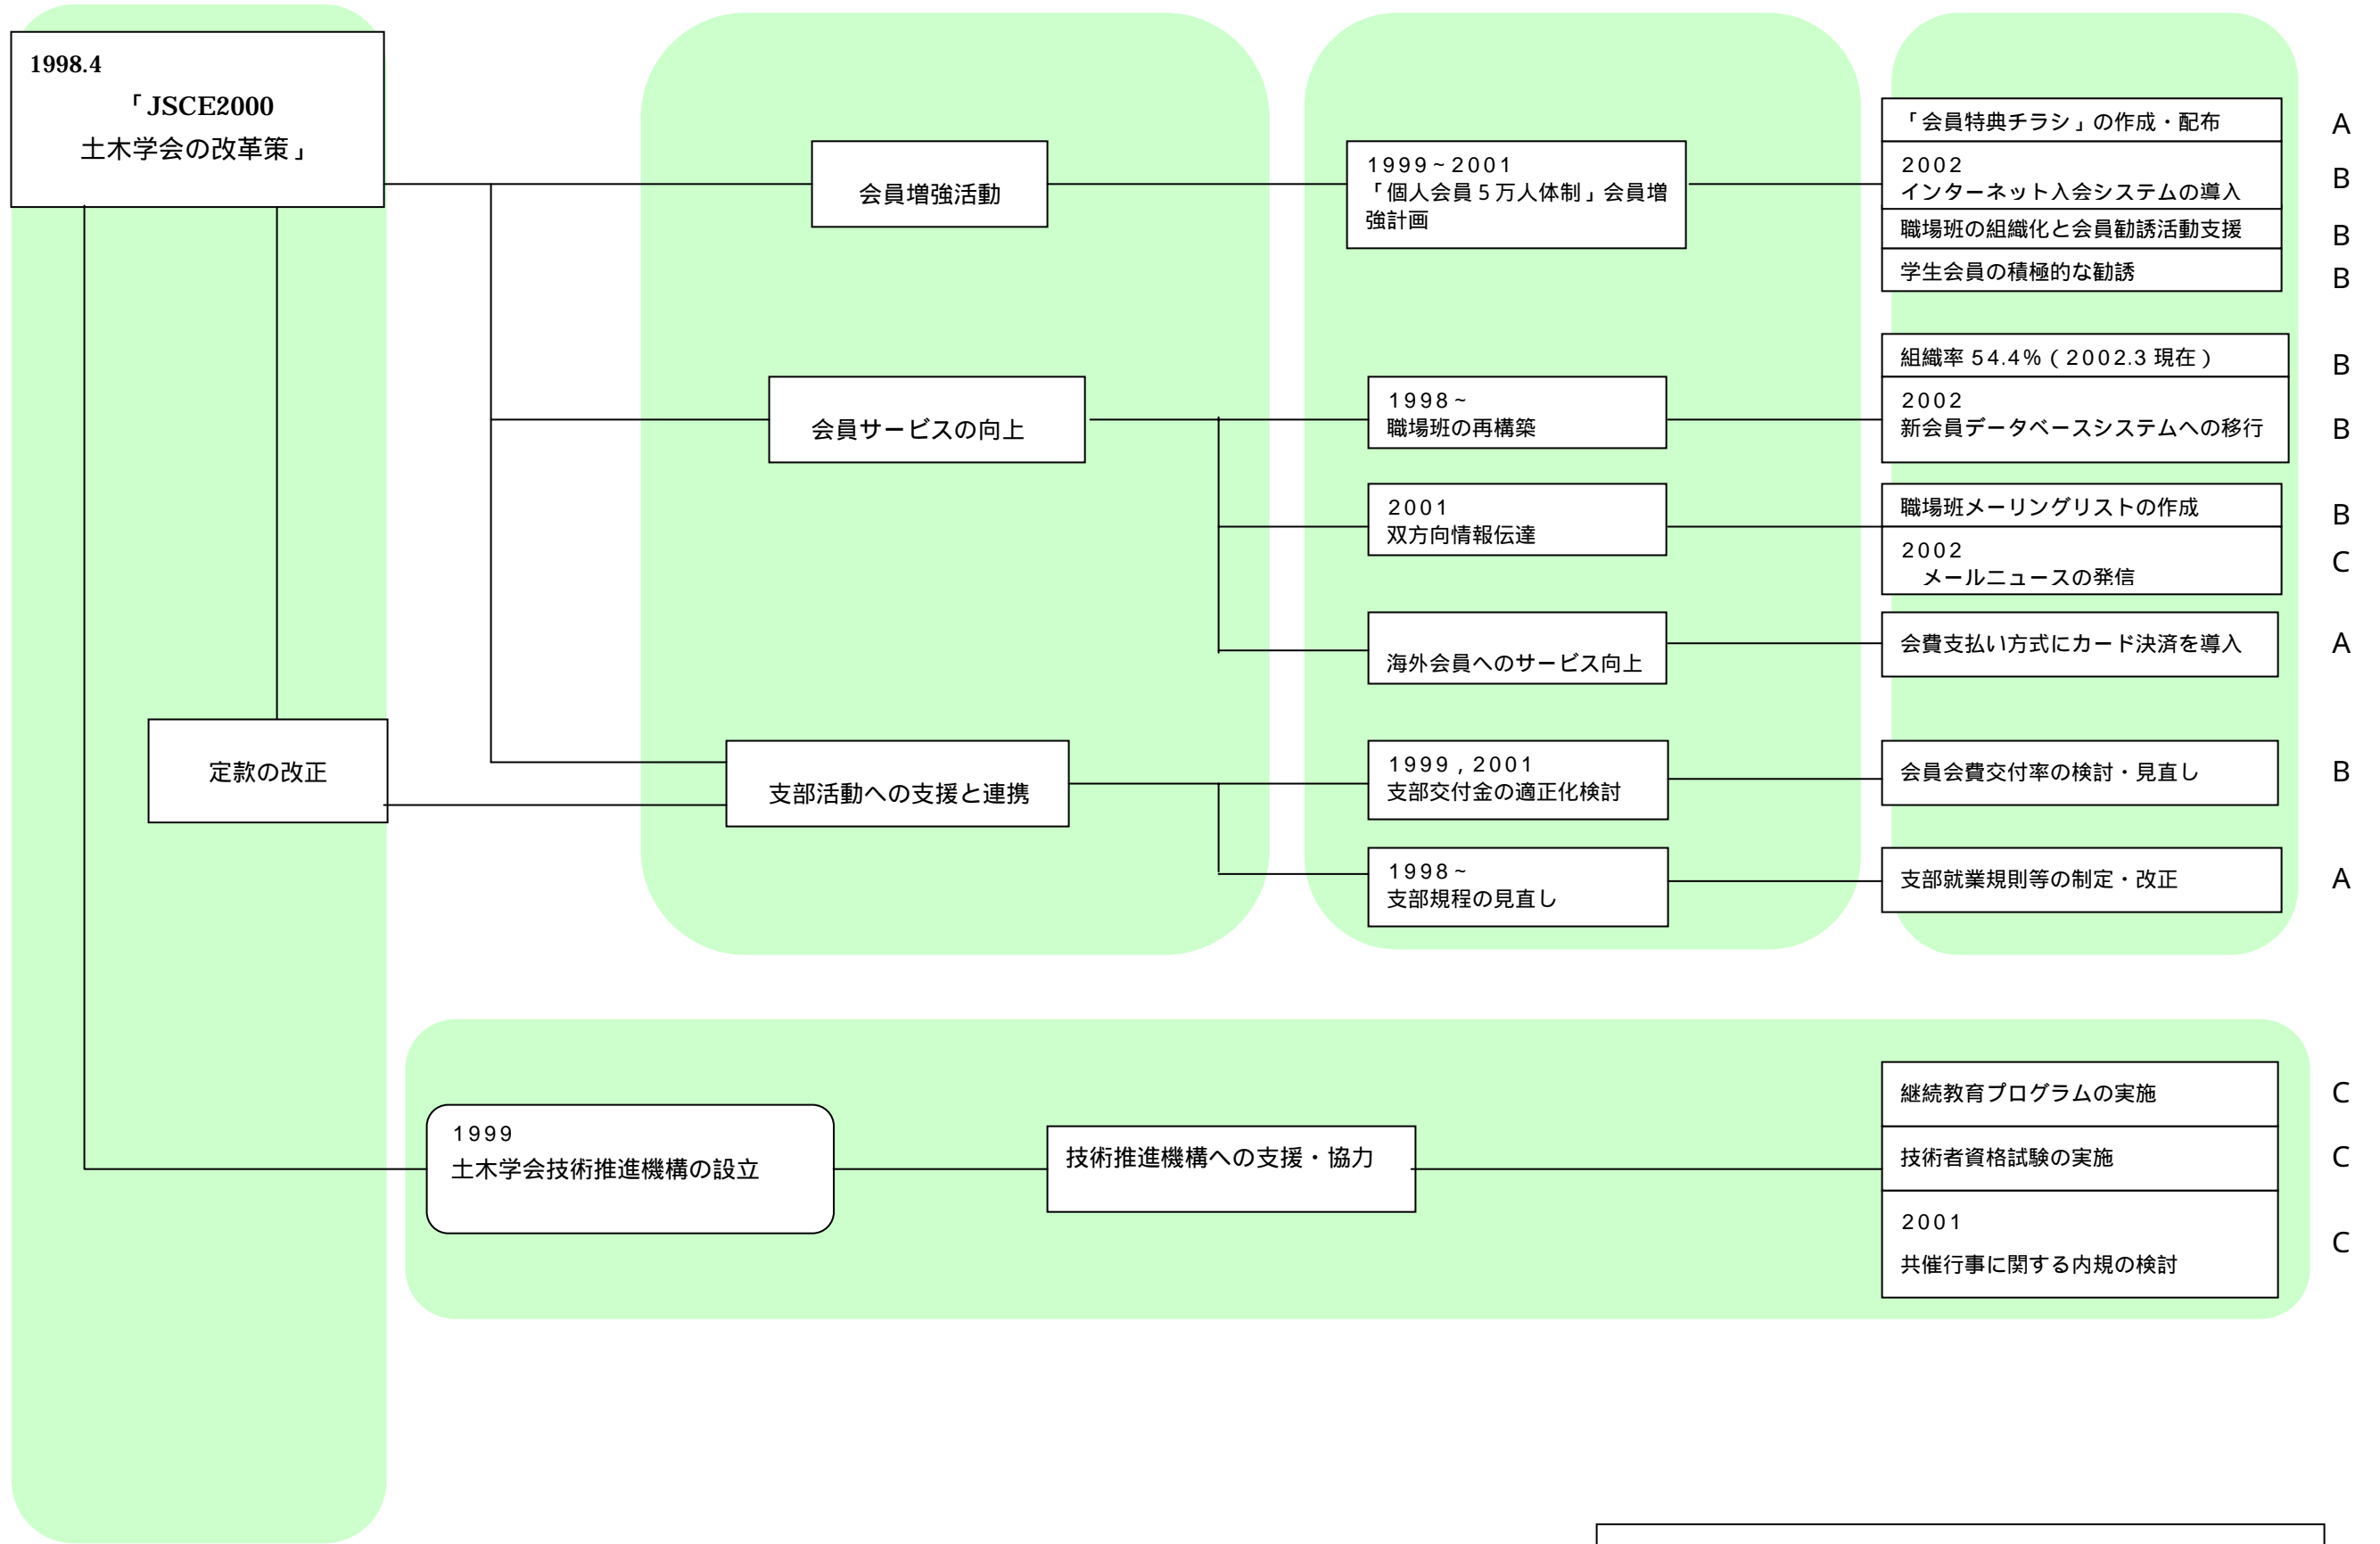 1998.4
「JSCE2000
土木学会の改革策」
会員増強活動
1999~2001
「個人会員5万人体制」会員増
強計画
「会員特典チラシ」の作成・配布
A
2002
インターネット入会システムの導入
B
職場班の組織化と会員勧誘活動支援
B
学生会員の積極的な勧誘
B
会員サービスの向上
1998~
職場班の再構築
組織率 54.4%(2002.3 現在)
B
2002
新会員データベースシステムへの移行
B
2001
双方向情報伝達
職場班メーリングリストの作成
B
2002
メールニュースの発信
C
海外会員へのサービス向上
会費支払い方式にカード決済を導入
A
定款の改正
支部活動への支援と連携
1999,2001
支部交付金の適正化検討
会員会費交付率の検討・見直し
B
1998~
支部規程の見直し
支部就業規則等の制定・改正
A
1999
土木学会技術推進機構の設立
技術推進機構への支援・協力
継続教育プログラムの実施
C
技術者資格試験の実施
C
2001
共催行事に関する内規の検討
C